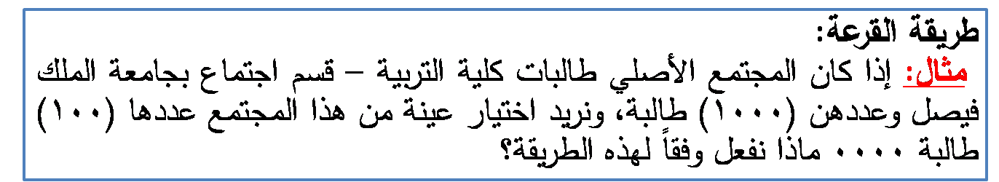 طريقة القرعة:
مثال: إذا كان المجتمع الأصلي طالبات كلية التربية – قسم اجتماع بجامعة الملك
فيصل وعددهن (١٠٠٠) طالبة، ونريد اختيار عينة من هذا المجتمع عددها (١٠٠)
طالبة ٠٠٠٠ ماذا نفعل وفقاً لهذه الطريقة؟